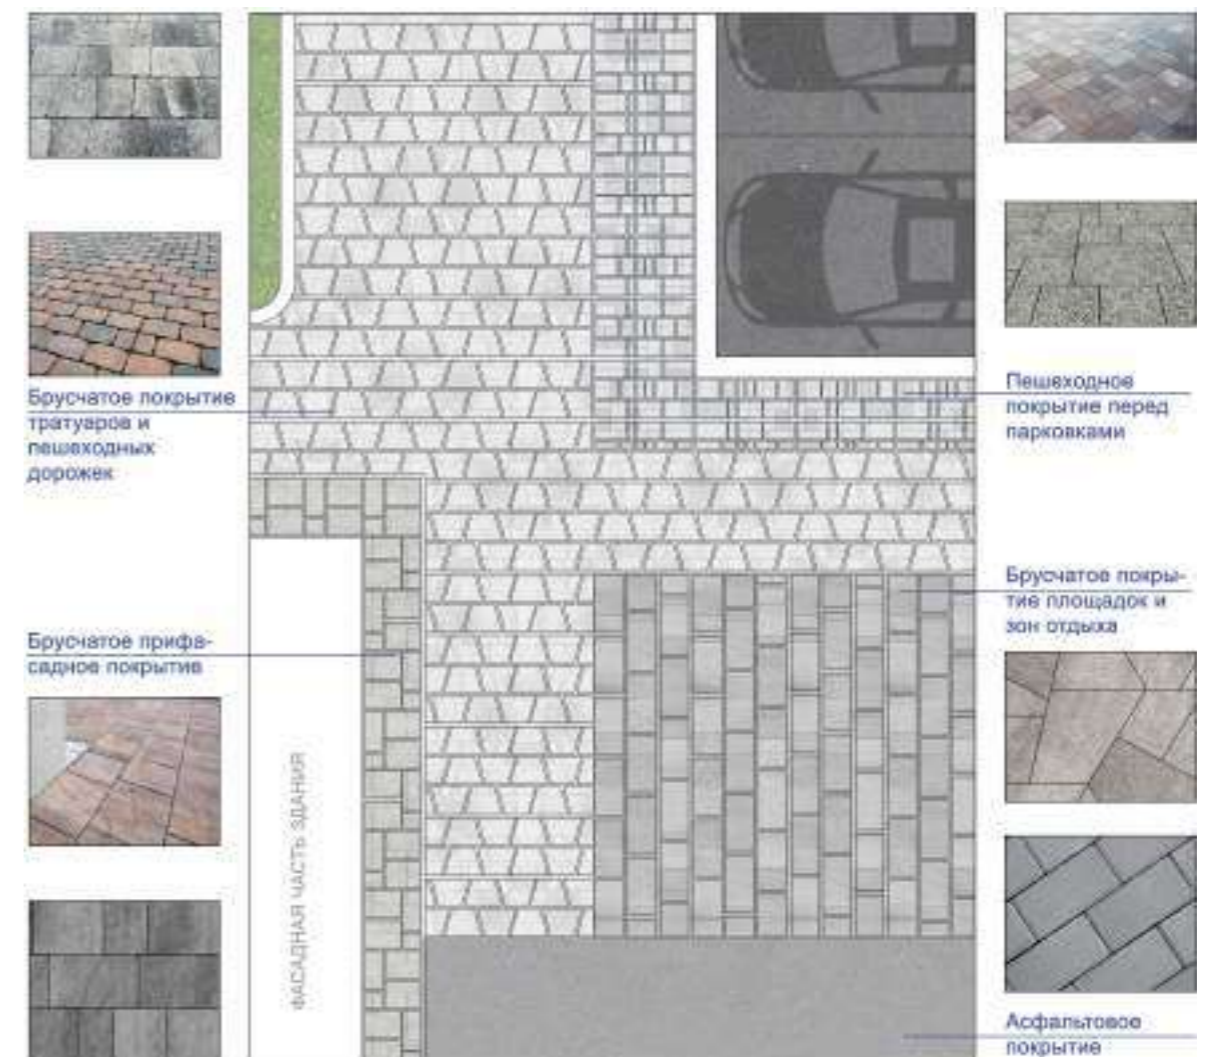 Брусчатое покрытие
тратуаров и
пешеходных
дорожек
Брусчатое прифа-
садное покрытие
ФАСАДНАЯ ЧАСТЬ ЗДАНИЯ
Пешеходное
покрытие перед
парковками
Брусчатое покры-
тие площадок и
зон отдыха
Асфальтовое
покрытие